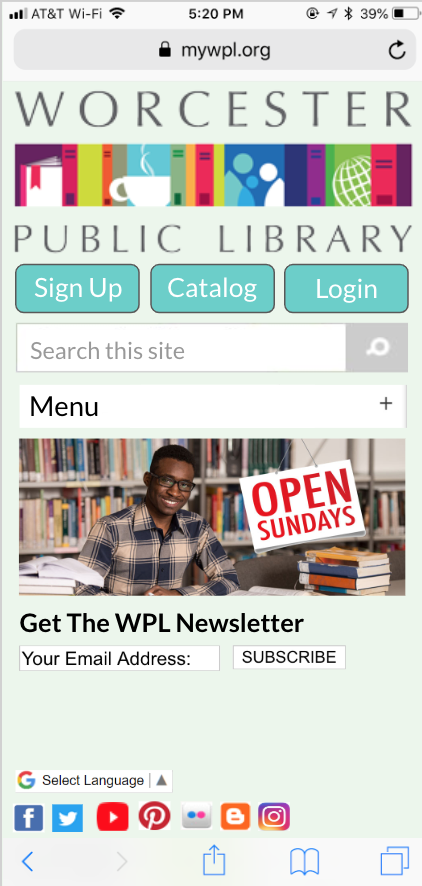 AT&T Wi-Fi 5:20 PM 39%
mywpl.org
WORCESTER
PUBLIC LIBRARY
Sign Up Catalog Login
Search this site
Menu +
OPEN
SUNDAYS
Get The WPL Newsletter
Your Email Address: SUBSCRIBE
G Select Language ▲